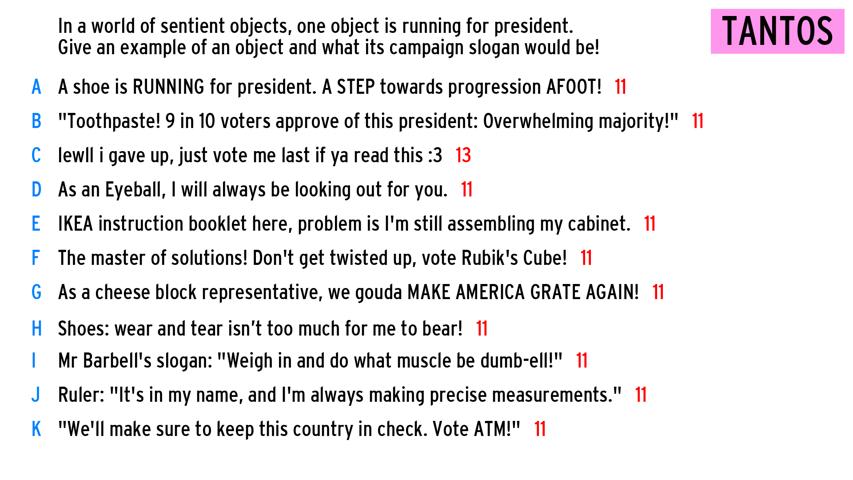 In a world of sentient objects, one object is running for president.
Give an example of an object and what its campaign slogan would be!
TANTOS
A A shoe is RUNNING for president. A STEP towards progression AFOOT! 11
B "Toothpaste! 9 in 10 voters approve of this president: Overwhelming majority!" 11
C lewll i gave up, just vote me last if ya read this :3 13
D As an Eyeball, I will always be looking out for you. 11
E IKEA instruction booklet here, problem is I'm still assembling my cabinet. 11
F The master of solutions! Don't get twisted up, vote Rubik's Cube! 11
G As a cheese block representative, we gouda MAKE AMERICA GRATE AGAIN! 11
H Shoes: wear and tear isn’t too much for me to bear! 11
I Mr Barbell's slogan: "Weigh in and do what muscle be dumb-ell!" 11
J Ruler: "It's in my name, and I'm always making precise measurements." 11
K "We'll make sure to keep this country in check. Vote ATM!" 11